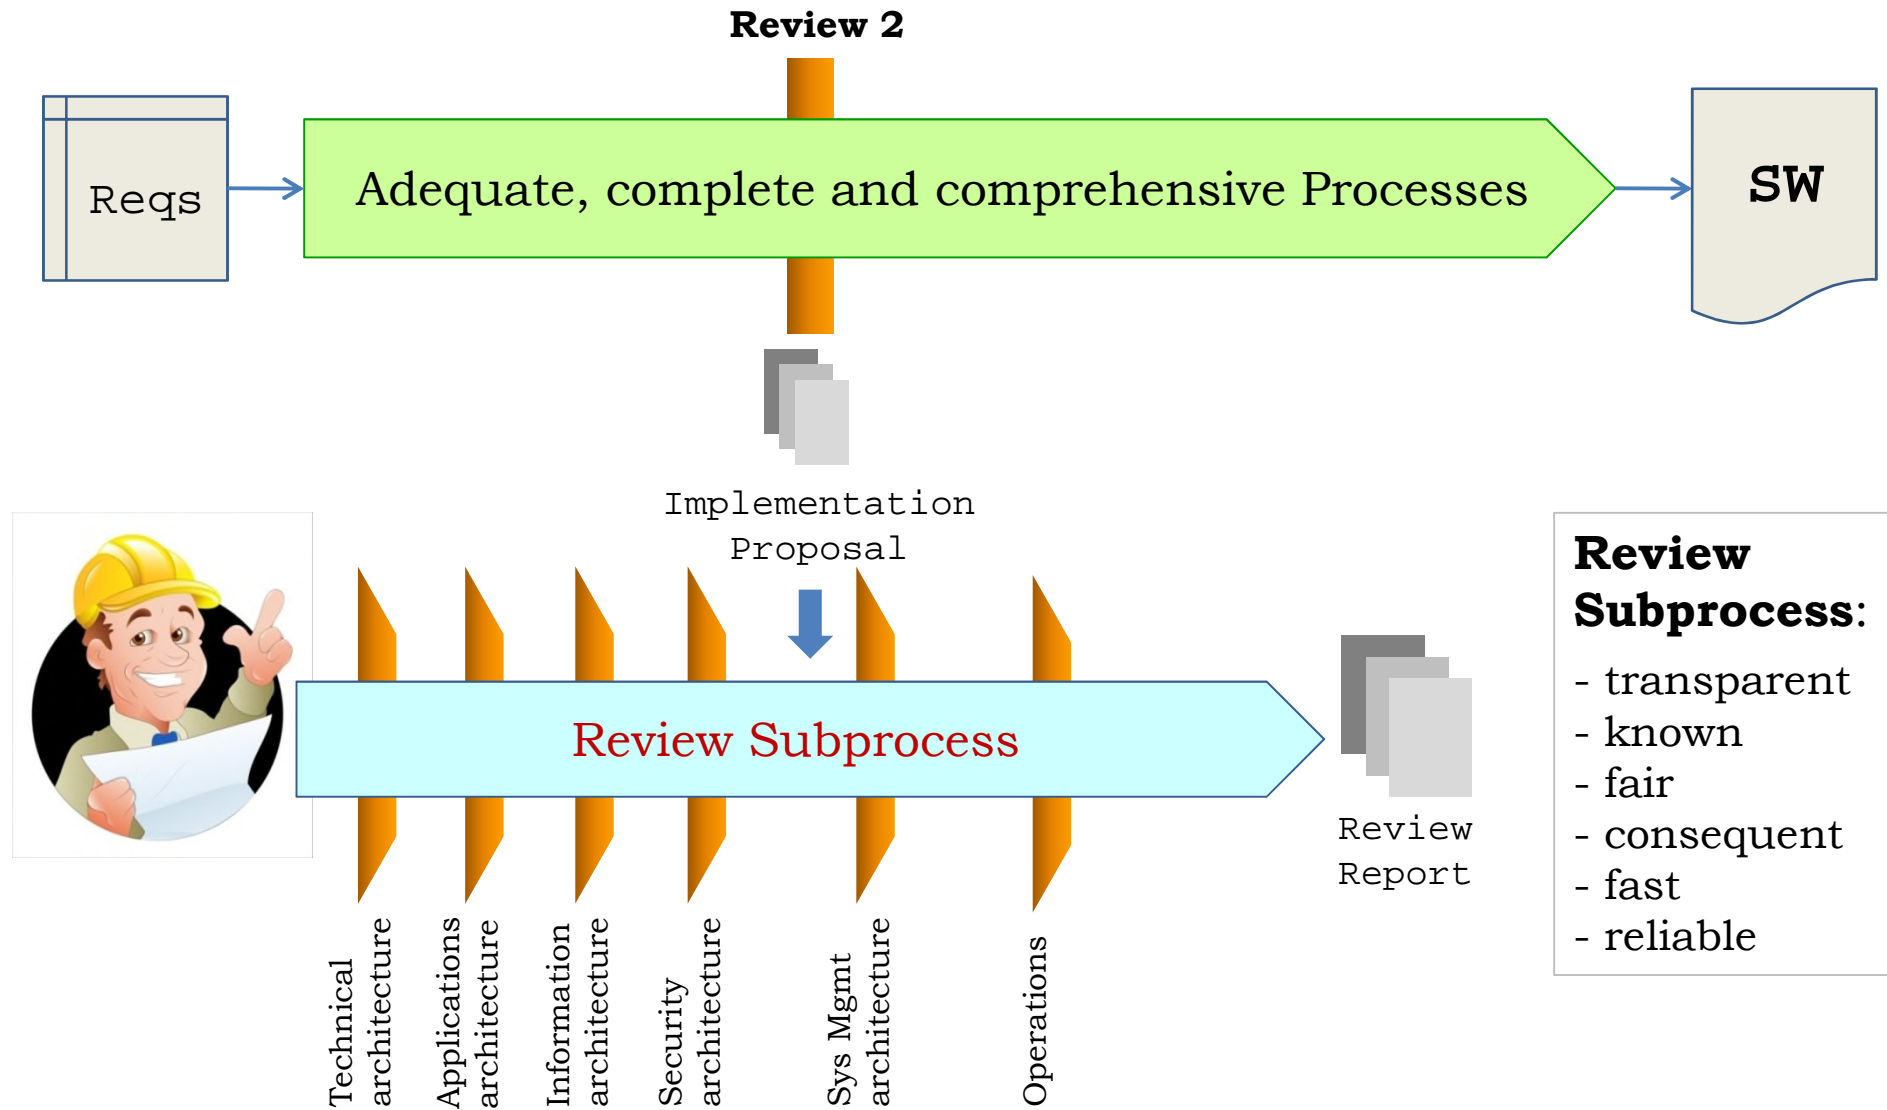 Review 2
Reqs
Adequate, complete and comprehensive Processes
SW
Implementation
Proposal
Review Subprocess
Review
Report
Technical
architecture
Applications
architecture
Information
architecture
Security
architecture
Sys Mgmt
architecture
Operations
Review
Subprocess:
- transparent
- known
- fair
- consequent
- fast
- reliable